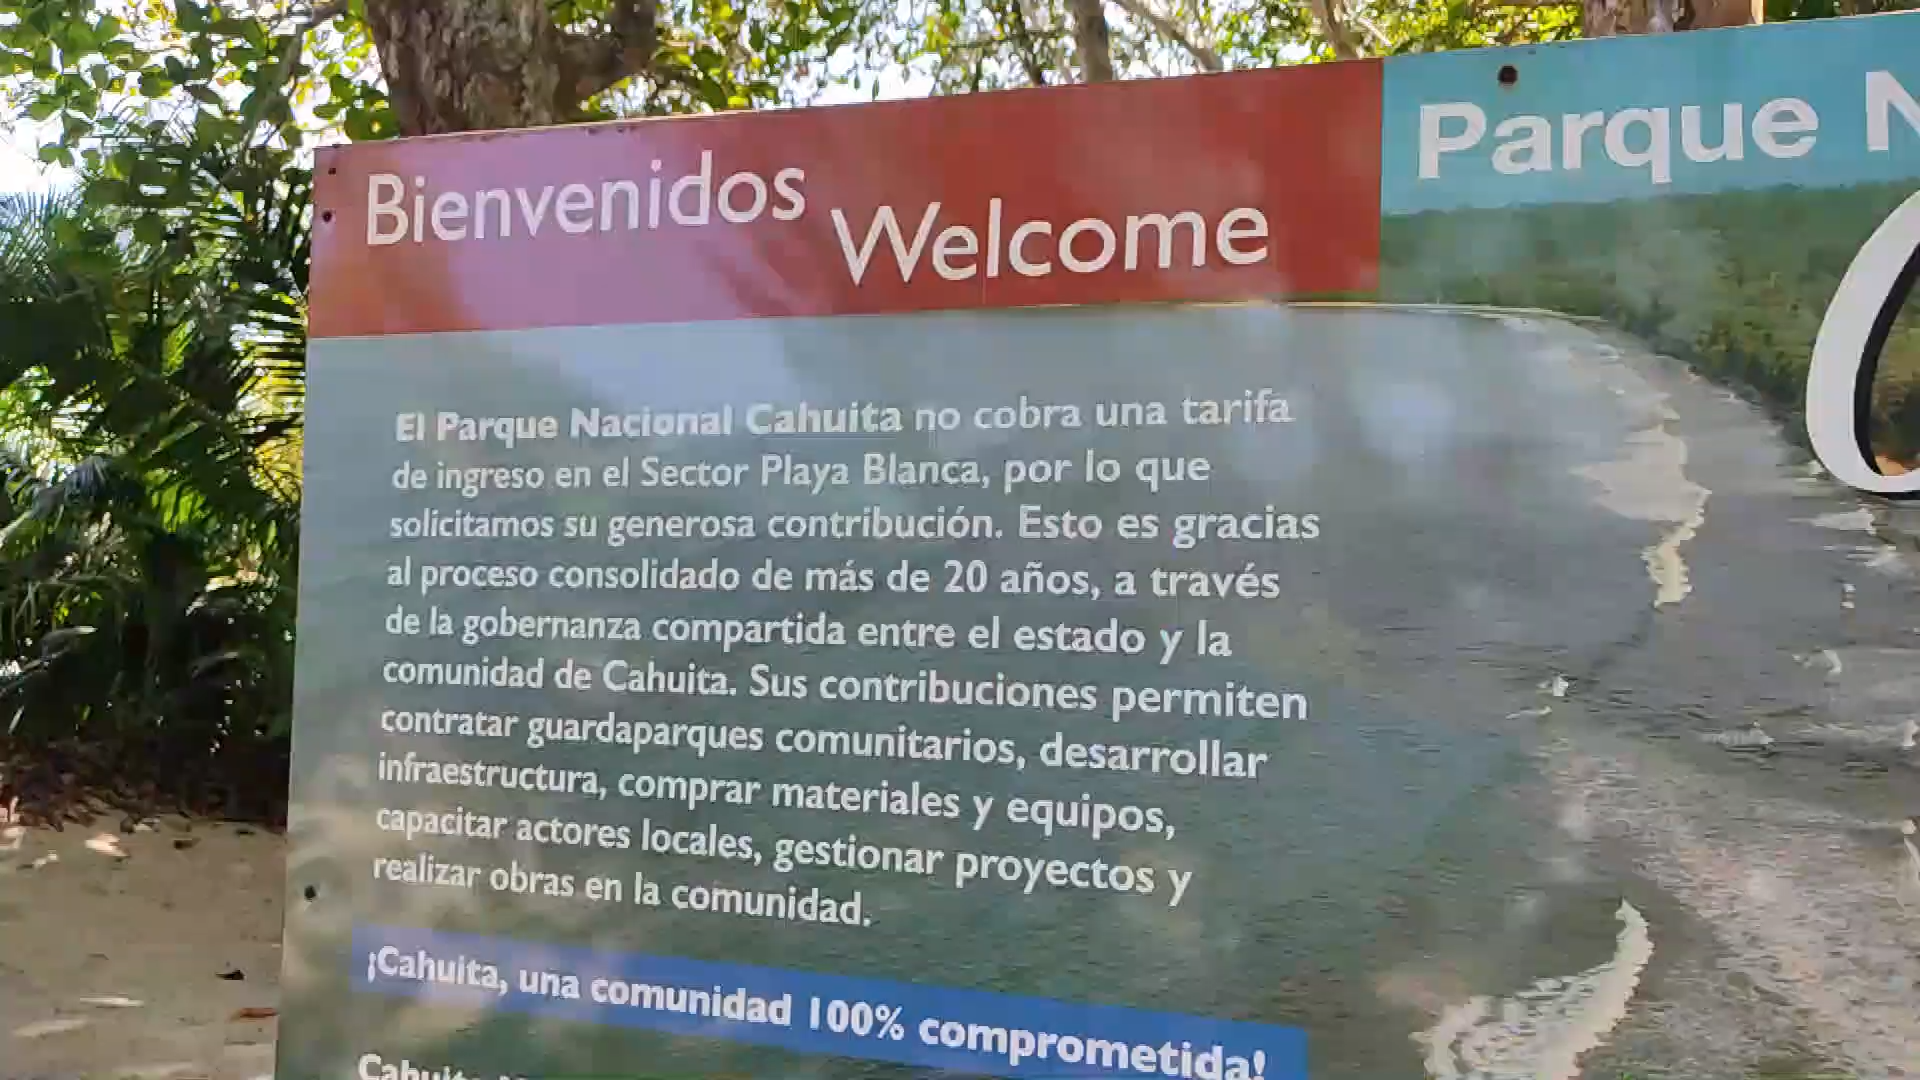 Bienvenidos
Welcome
Parque N
El Parque Nacional Cahuita no cobra una tarifa
de ingreso en el Sector Playa Blanca, por lo que
solicitamos su generosa contribución. Esto es gracias
al proceso consolidado de más de 20 años, a través
de la gobernanza compartida entre el estado y la
comunidad de Cahuita. Sus contribuciones permiten
contratar guardaparques comunitarios, desarrollar
infraestructura, comprar materiales y equipos,
capacitar actores locales, gestionar proyectos y
realizar obras en la comunidad.
¡Cahuita, una comunidad 100% comprometida!